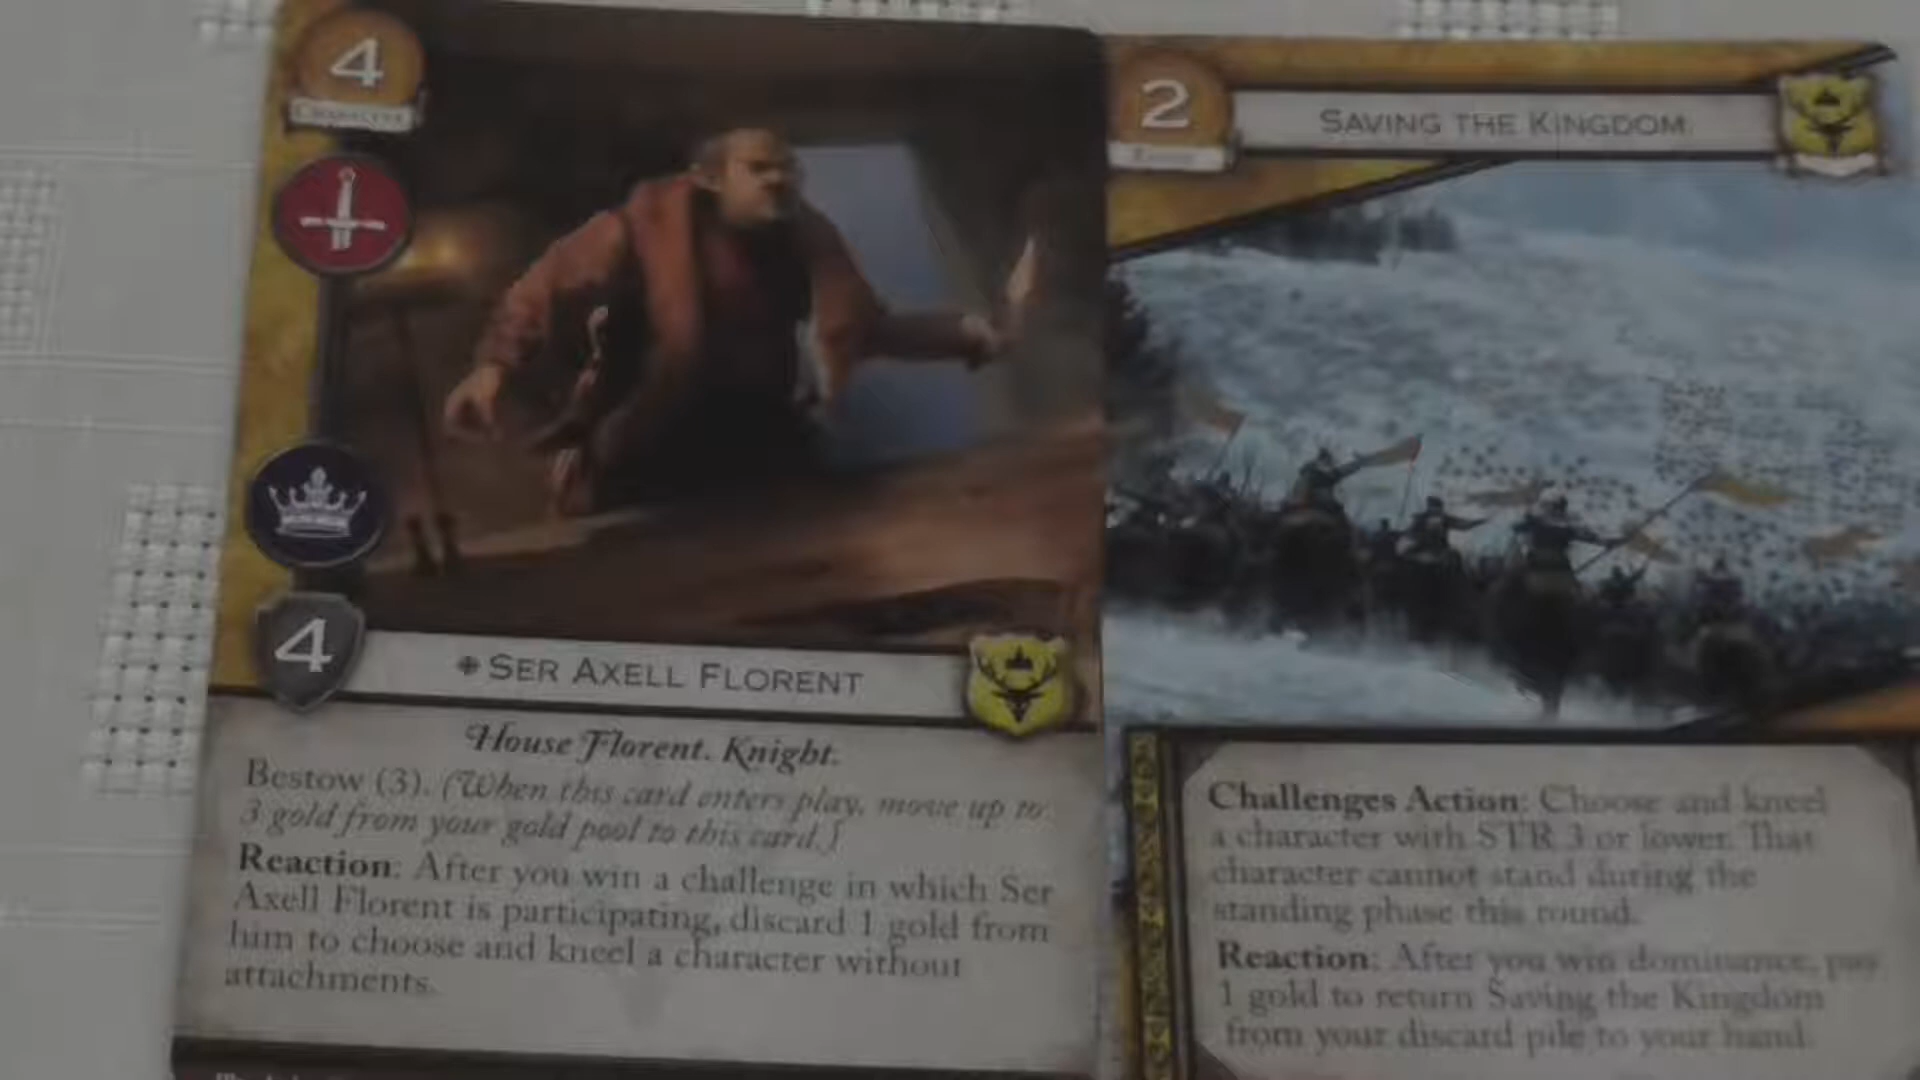 4
CHARACTER
4
SER AXELL FLORENT
House Florent. Knight.
Bestow (3). (When this card enters play, move up to
3 gold from your gold pool to this card.)
Reaction: After you win a challenge in which Ser
Axell Florent is participating, discard 1 gold from
him to choose and kneel a character without
attachments.
2
EVENT
SAVING THE KINGDOM
Challenges Action: Choose and kneel
a character with STR 3 or lower. That
character cannot stand during the
standing phase this round.
Reaction: After you win dominance, pay
1 gold to return Saving the Kingdom
from your discard pile to your hand.